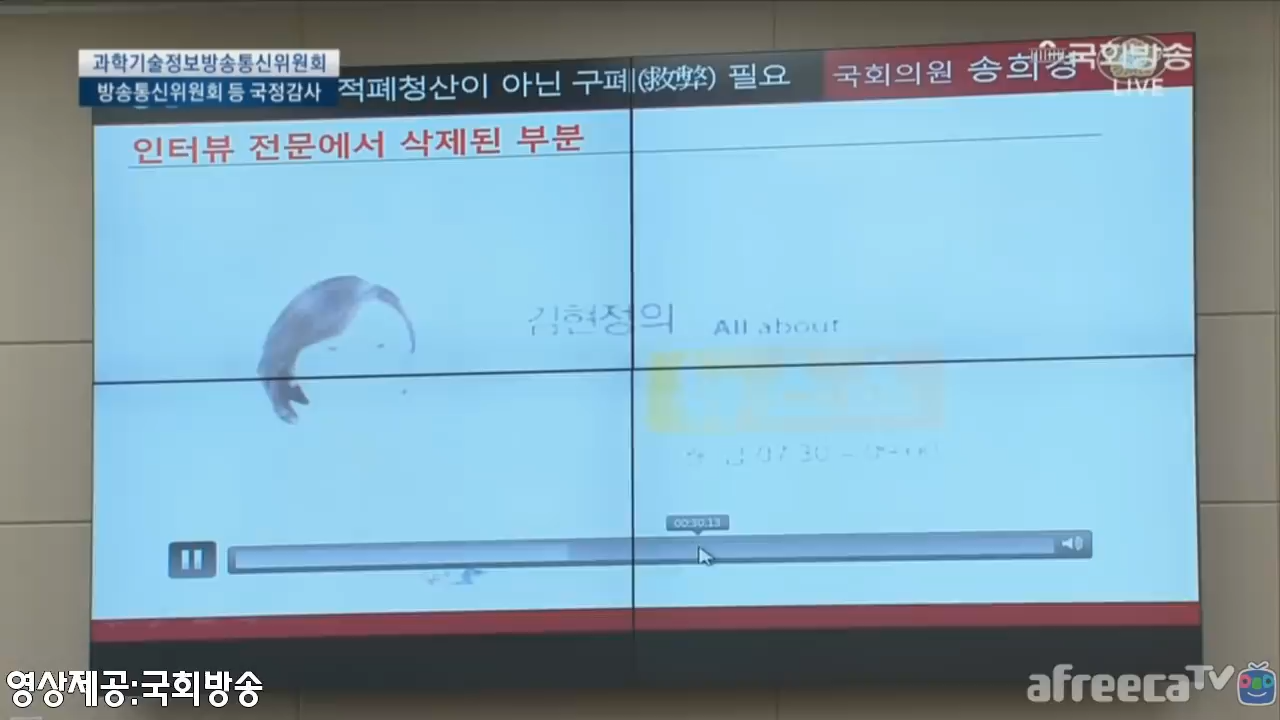 과학기술정보방송통신위원회
방송통신위원회 등 국정감사
국회방송
LIVE
적폐청산이 아닌 구폐(救弊) 필요
국회의원 송희경
인터뷰 전문에서 삭제된 부분
김현정의 All about
00:30:13
영상제공:국회방송
afreecaTV